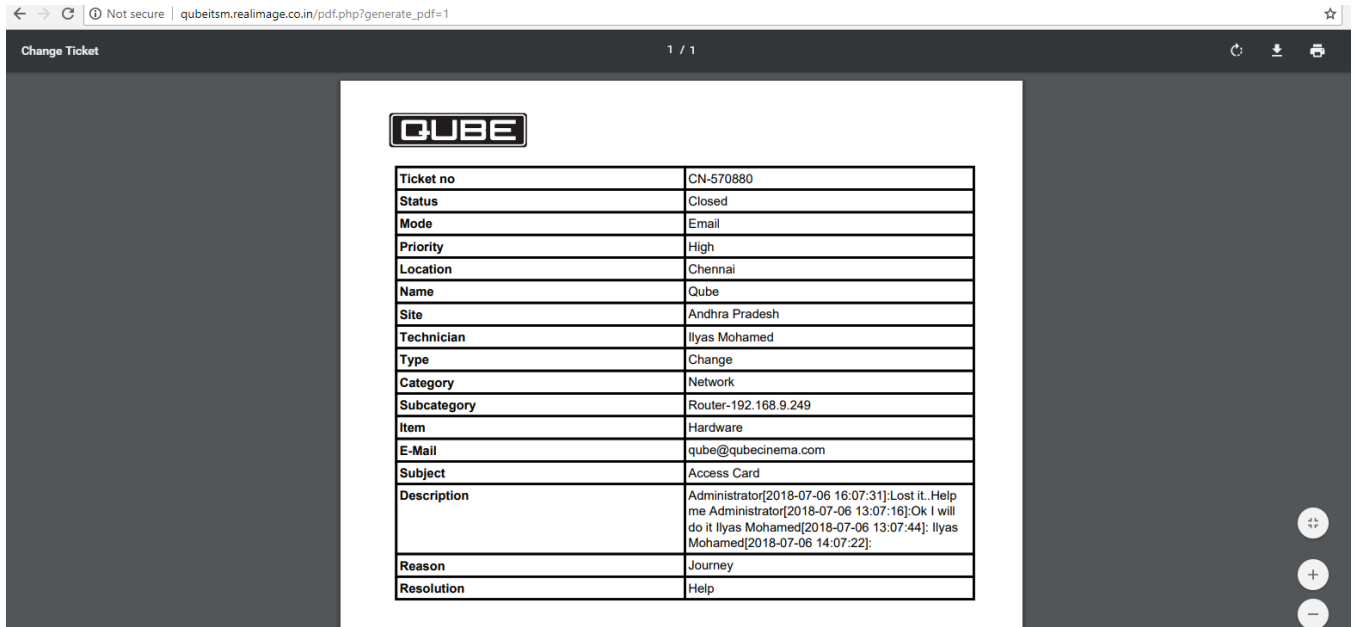 Not secure | qubeitsm.realimage.co.in/pdf.php?generate_pdf=1
Change Ticket
1 / 1
QUBE
Ticket no CN-570880
Status Closed
Mode Email
Priority High
Location Chennai
Name Qube
Site Andhra Pradesh
Technician Ilyas Mohamed
Type Change
Category Network
Subcategory Router-192.168.9.249
Item Hardware
E-Mail qube@qubecinema.com
Subject Access Card
Description Administrator[2018-07-06 16:07:31]:Lost it..Help
me Administrator[2018-07-06 13:07:16]:Ok I will
do it Ilyas Mohamed[2018-07-06 13:07:44]: Ilyas
Mohamed[2018-07-06 14:07:22]:
Reason Journey
Resolution Help